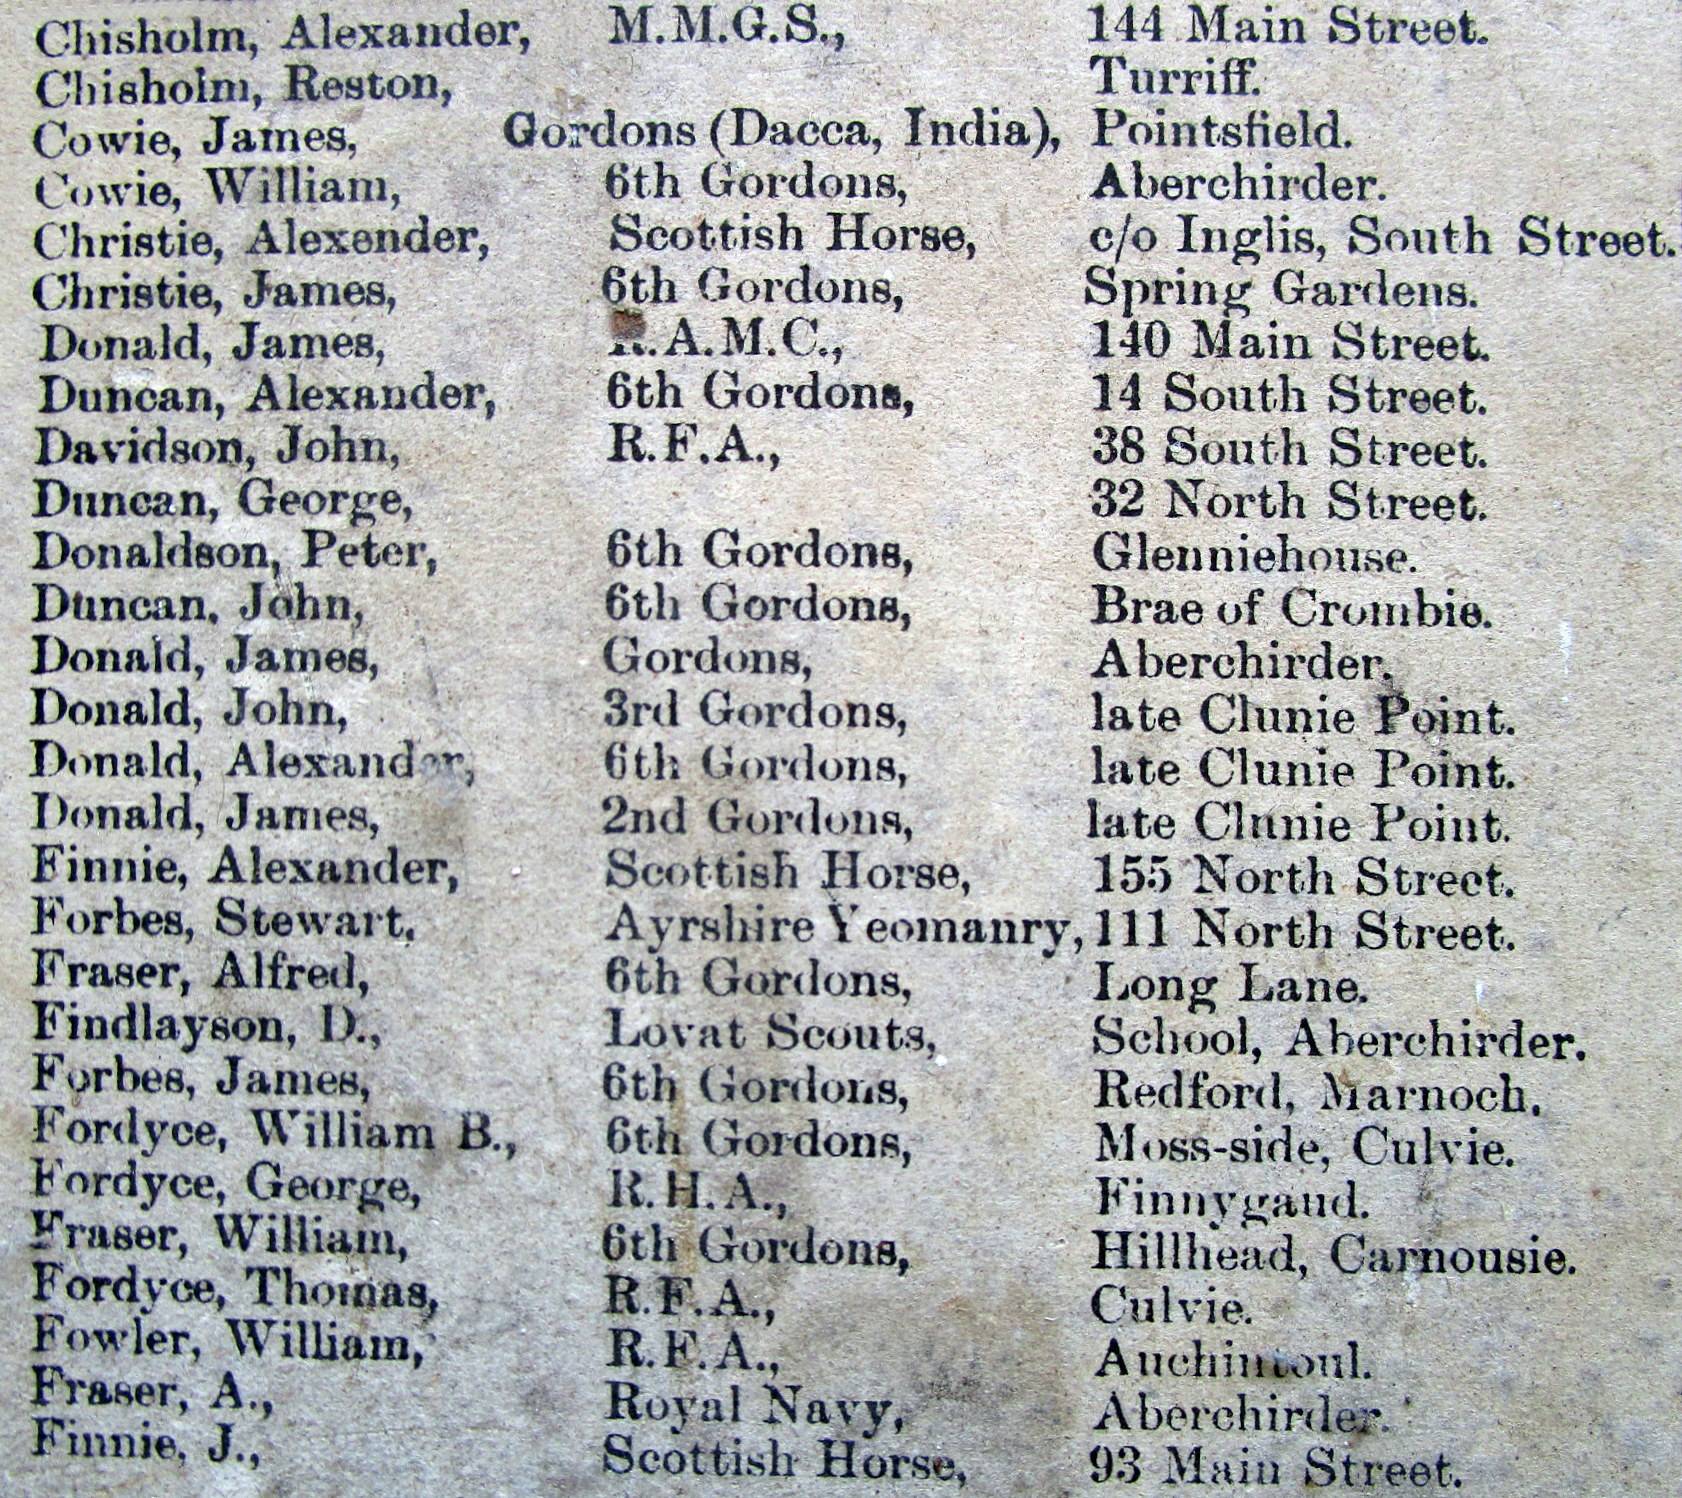 Chisholm, Alexander, M.M.G.S., 144 Main Street.
Chisholm, Reston, Turriff.
Cowie, James, Gordons (Dacca, India), Pointsfield.
Cowie, William, 6th Gordons, Aberchirder.
Christie, Alexender, Scottish Horse, c/o Inglis, South Street.
Christie, James, 6th Gordons, Spring Gardens.
Donald, James, R.A.M.C., 140 Main Street.
Duncan, Alexander, 6th Gordons, 14 South Street.
Davidson, John, R.F.A., 38 South Street.
Duncan, George, 32 North Street.
Donaldson, Peter, 6th Gordons, Glenniehouse.
Duncan, John, 6th Gordons, Brae of Crombie.
Donald, James, Gordons, Aberchirder.
Donald, John, 3rd Gordons, late Clunie Point.
Donald, Alexander, 6th Gordons, late Clunie Point.
Donald, James, 2nd Gordons, late Clunie Point.
Finnie, Alexander, Scottish Horse, 155 North Street.
Forbes, Stewart, Ayrshire Yeomanry, 111 North Street.
Fraser, Alfred, 6th Gordons, Long Lane.
Findlayson, D., Lovat Scouts, School, Aberchirder.
Forbes, James, 6th Gordons, Redford, Marnoch.
Fordyce, William B., 6th Gordons, Moss-side, Culvie.
Fordyce, George, R.H.A., Finnygaud.
Fraser, William, 6th Gordons, Hillhead, Carnousie.
Fordyce, Thomas, R.F.A., Culvie.
Fowler, William, R.F.A., Auchintoul.
Fraser, A., Royal Navy, Aberchirder.
Finnie, J., Scottish Horse, 93 Main Street.